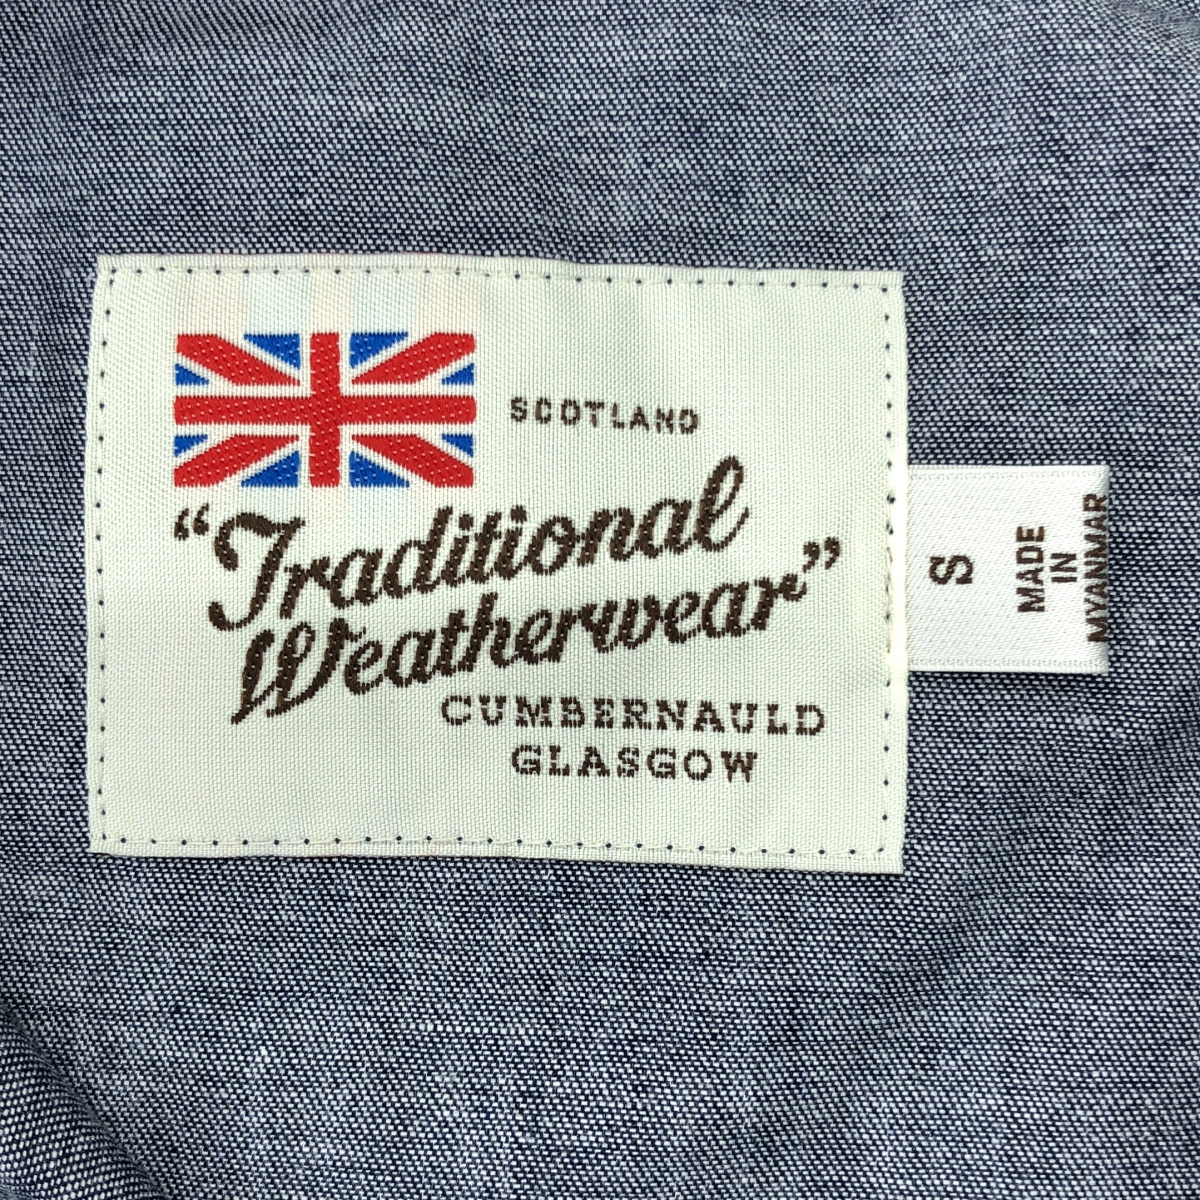 SCOTLAND
“Traditional
Weatherwear”
CUMBERNAULD
GLASGOW
S
MADE
IN
MYANMAR